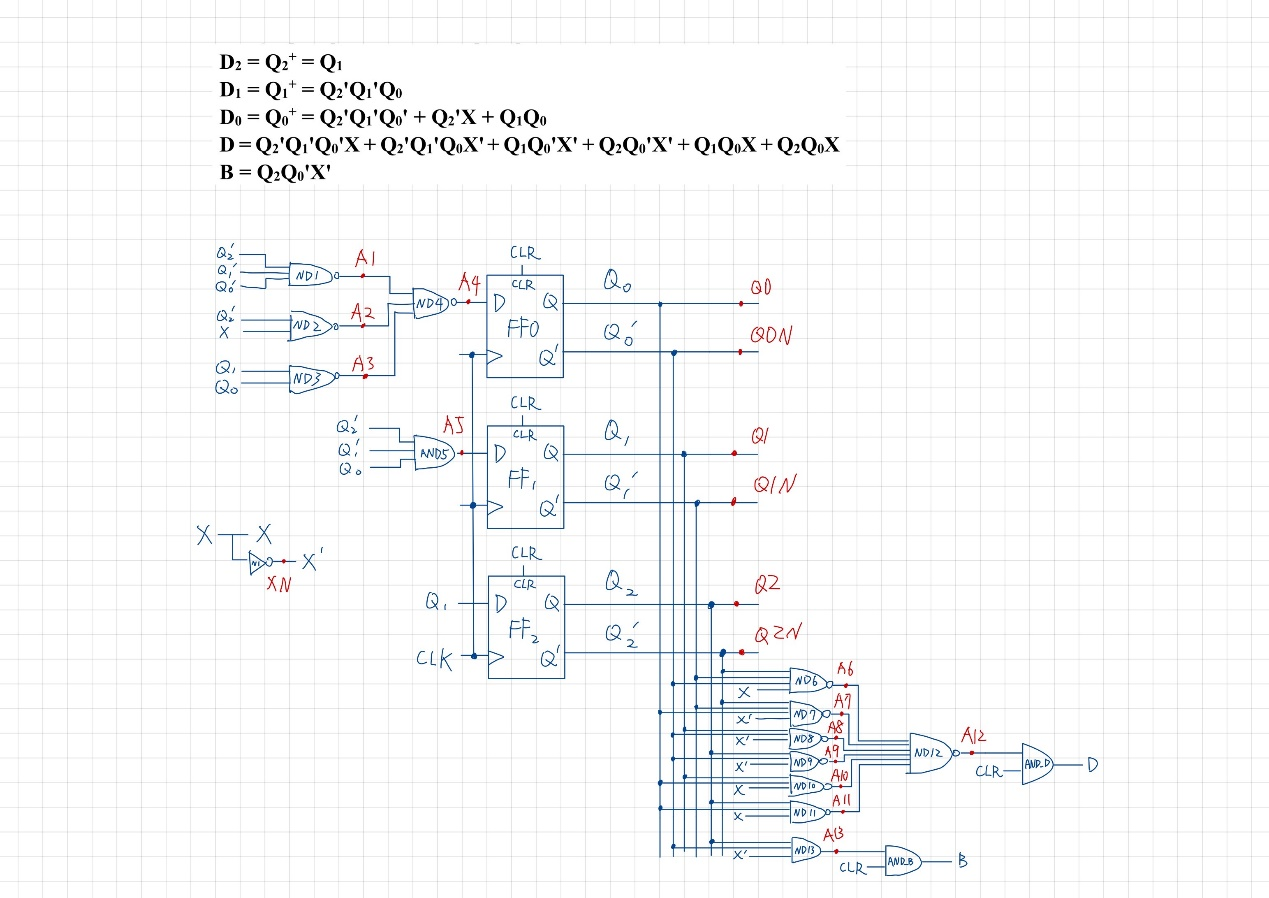 D₂ = Q₂⁺ = Q₁
D₁ = Q₁⁺ = Q₂'Q₁'Q₀
D₀ = Q₀⁺ = Q₂'Q₁'Q₀' + Q₂'X + Q₁Q₀
D = Q₂'Q₁'Q₀'X + Q₂'Q₁'Q₀X' + Q₁Q₀'X' + Q₂Q₀'X' + Q₁Q₀X + Q₂Q₀X
B = Q₂Q₀'X'
Q₂'
Q₁'
Q₀'
ND1
A1
Q₂'
X
ND2
A2
Q₁
Q₀
ND3
A3
ND4
A4
CLR
CLR
D
Q
FF0
Q'
Q₀
Q₀'
Q0
Q0N
Q₂'
Q₁'
Q₀
AND5
A5
CLR
CLR
D
Q
FF₁
Q'
Q₁
Q₁'
Q1
Q1N
X
X
N1
X'
XN
CLR
CLR
Q₁
D
Q
FF₂
Q'
CLK
Q₂
Q₂'
Q2
Q2N
X
ND6
A6
X'
ND7
A7
X'
ND8
A8
X'
ND9
A9
X
ND10
A10
X
ND11
A11
ND12
A12
CLR
AND_D
D
X'
ND13
A13
CLR
AND_B
B